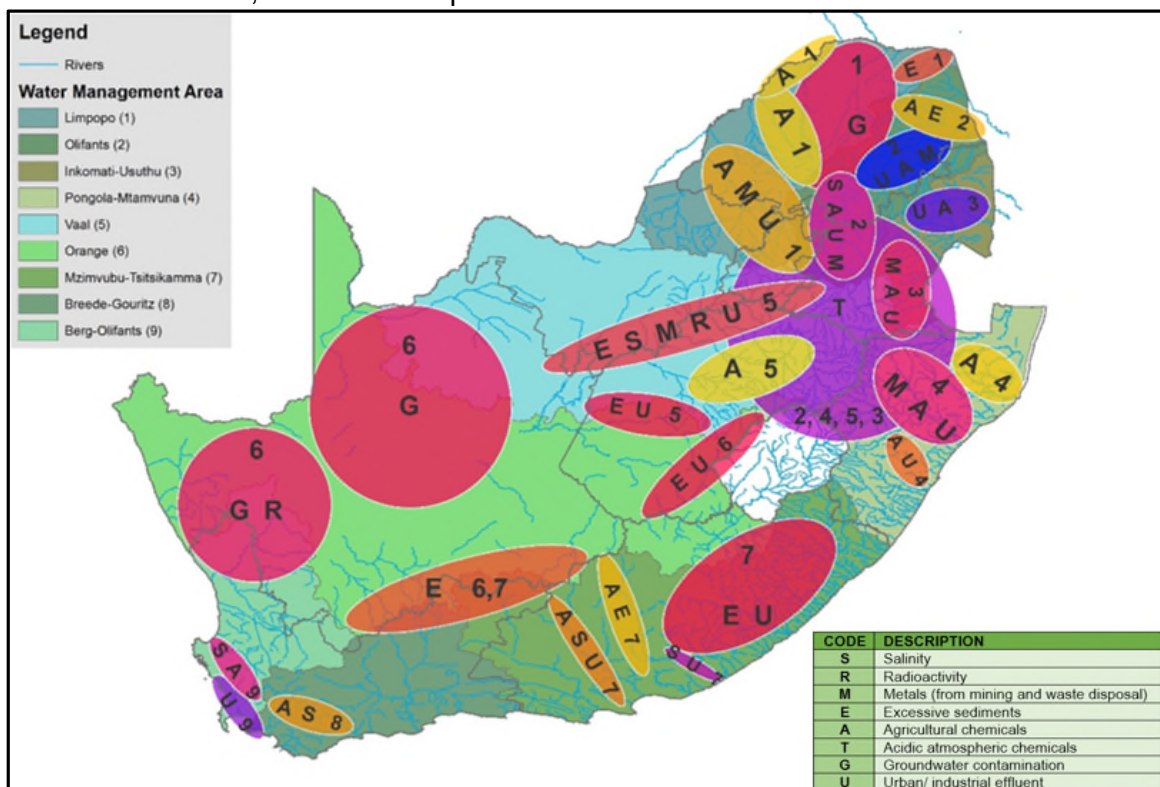 Legend
Rivers
Water Management Area
Limpopo (1)
Olifants (2)
Inkomati-Usuthu (3)
Pongola-Mtamvuna (4)
Vaal (5)
Orange (6)
Mzimvubu-Tsitsikamma (7)
Breede-Gouritz (8)
Berg-Olifants (9)
A 1
1
G
E 1
A 1
A E 2
2
U A M
A M U 1
S A U M
2
U A 3
M A U
3
T
E S M R U 5
A 5
4
M A U
A 4
2, 4, 5, 3
6
G
E U 5
E U 6
A U 4
6
G R
7
E U
E 6,7
A E 7
A S U 7
S U
S A 9
U 9
A S 8
CODE DESCRIPTION
S Salinity
R Radioactivity
M Metals (from mining and waste disposal)
E Excessive sediments
A Agricultural chemicals
T Acidic atmospheric chemicals
G Groundwater contamination
U Urban/ industrial effluent